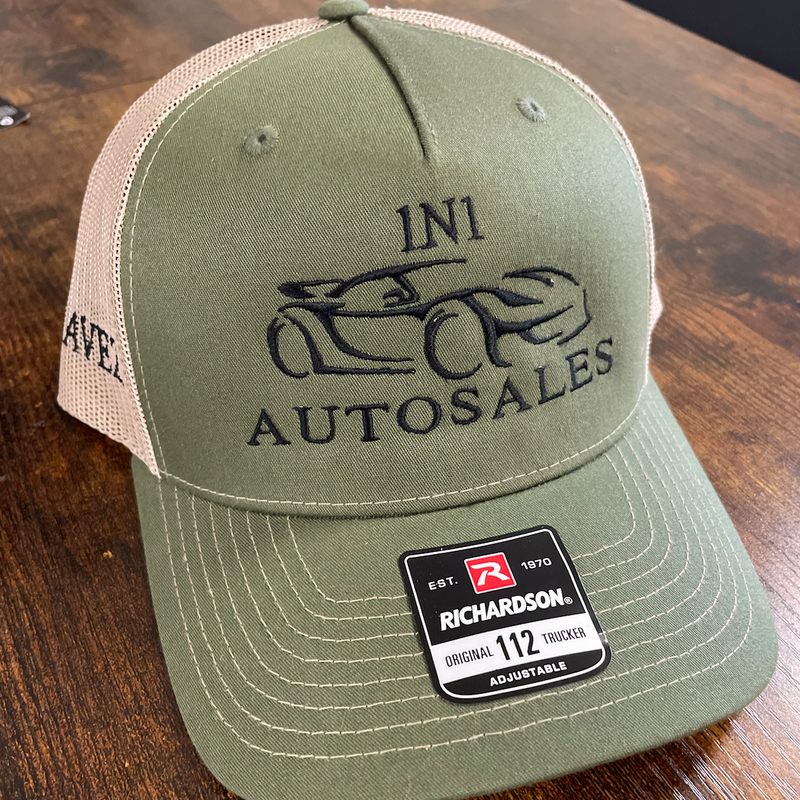 1N1
AUTOSALES
EST. R 1970
RICHARDSON®
ORIGINAL 112 TRUCKER
ADJUSTABLE